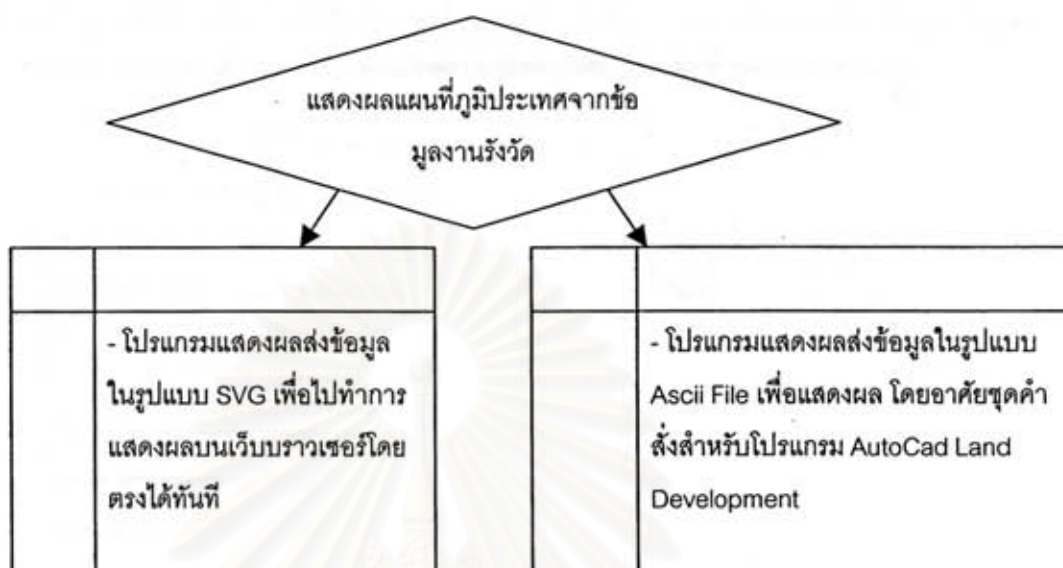 แสดงผลแผนที่ภูมิประเทศจากข้อ
มูลงานรังวัด
- โปรแกรมแสดงผลส่งข้อมูล
ในรูปแบบ SVG เพื่อไปทำการ
แสดงผลบนเว็บบราวเซอร์โดย
ตรงได้ทันที
- โปรแกรมแสดงผลส่งข้อมูลในรูปแบบ
Ascii File เพื่อแสดงผล โดยอาศัยชุดคำ
สั่งสำหรับโปรแกรม AutoCad Land
Development